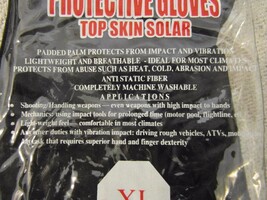 PROTECTIVE GLOVES
TOP SKIN SOLAR
PADDED PALM PROTECTS FROM IMPACT AND VIBRATION
LIGHTWEIGHT AND BREATHABLE - IDEAL FOR MOST CLIMATES
PROTECTS FROM ABUSE SUCH AS HEAT, COLD, ABRASION AND IMPACT
ANTI STATIC FIBER
COMPLETELY MACHINE WASHABLE
APPLICATIONS
• Shooting/Handling weapons — even weapons with high impact to hands
• Mechanics: using impact tools for prolonged time (motor pool, flightline,
• Light-weight feel — comfortable in most climates
• other duties with vibration impact: driving rough vehicles, ATVs,
that requires superior hand and finger dexterity
XL